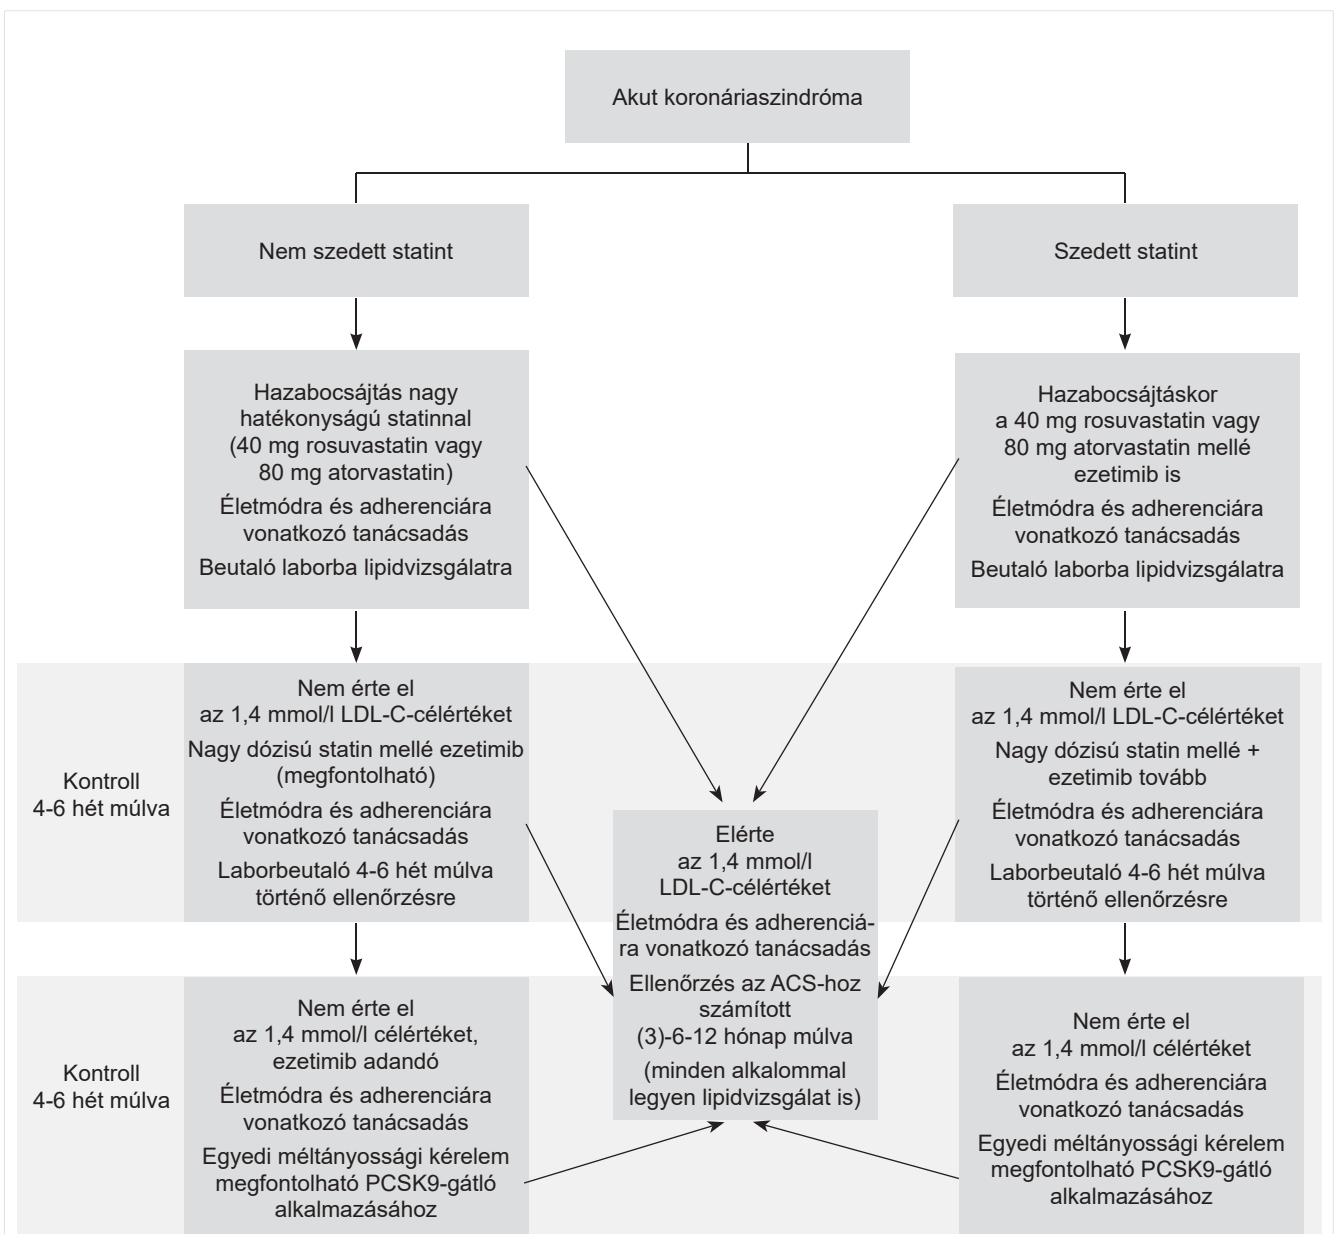 Akut koronáriaszindróma
Nem szedett statint
Szedett statint
Hazabocsájtás nagy
hatékonyságú statinnal
(40 mg rosuvastatin vagy
80 mg atorvastatin)
Életmódra és adherenciára
vonatkozó tanácsadás
Beutaló laborba lipidvizsgálatra
Hazabocsájtáskor
a 40 mg rosuvastatin vagy
80 mg atorvastatin mellé
ezetimib is
Életmódra és adherenciára
vonatkozó tanácsadás
Beutaló laborba lipidvizsgálatra
Kontroll
4-6 hét múlva
Nem érte el
az 1,4 mmol/l LDL-C-célértéket
Nagy dózisú statin mellé ezetimib
(megfontolható)
Életmódra és adherenciára
vonatkozó tanácsadás
Laborbeutaló 4-6 hét múlva
történő ellenőrzésre
Nem érte el
az 1,4 mmol/l LDL-C-célértéket
Nagy dózisú statin mellé +
ezetimib tovább
Életmódra és adherenciára
vonatkozó tanácsadás
Laborbeutaló 4-6 hét múlva
történő ellenőrzésre
Elérte
az 1,4 mmol/l
LDL-C-célértéket
Életmódra és adherenciá-
ra vonatkozó tanácsadás
Ellenőrzés az ACS-hoz
számított
(3)-6-12 hónap múlva
(minden alkalommal
legyen lipidvizsgálat is)
Kontroll
4-6 hét múlva
Nem érte el
az 1,4 mmol/l célértéket,
ezetimib adandó
Életmódra és adherenciára
vonatkozó tanácsadás
Egyedi méltányossági kérelem
megfontolható PCSK9-gátló
alkalmazásához
Nem érte el
az 1,4 mmol/l célértéket
Életmódra és adherenciára
vonatkozó tanácsadás
Egyedi méltányossági kérelem
megfontolható PCSK9-gátló
alkalmazásához